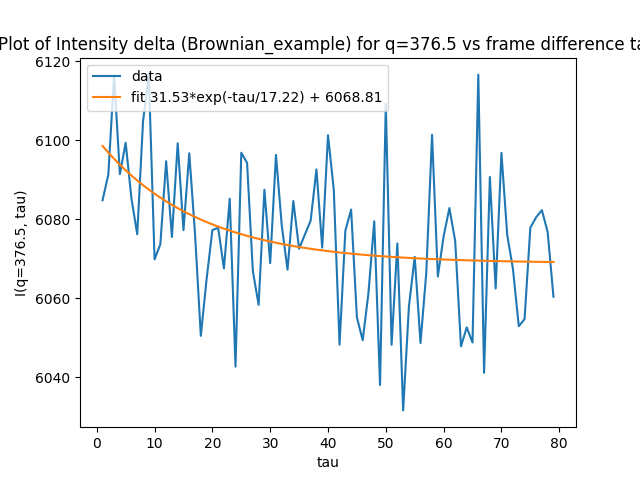 Plot of Intensity delta (Brownian_example) for q=376.5 vs frame difference ta
data
fit 31.53*exp(-tau/17.22) + 6068.81
I(q=376.5, tau)
6120
6100
6080
6060
6040
0 10 20 30 40 50 60 70 80
tau